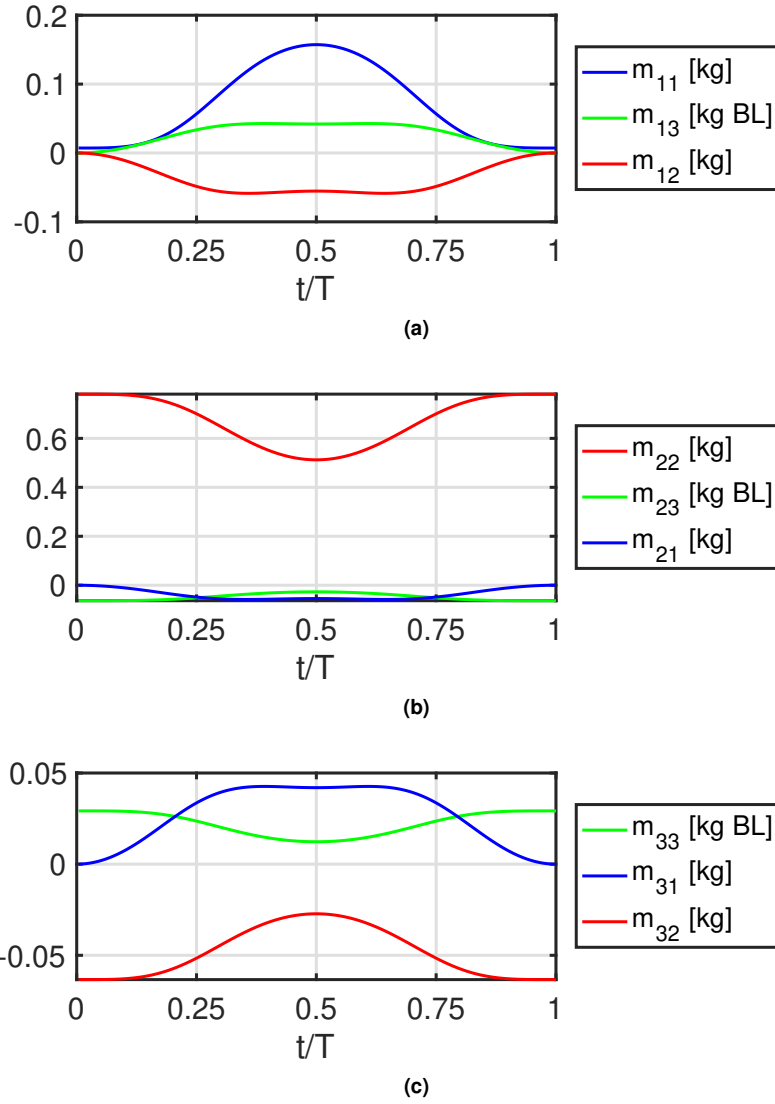 0.2
0.1
0
-0.1
0 0.25 0.5 0.75 1
t/T
m11 [kg]
m13 [kg BL]
m12 [kg]
(a)
0.6
0.4
0.2
0
0 0.25 0.5 0.75 1
t/T
m22 [kg]
m23 [kg BL]
m21 [kg]
(b)
0.05
0
-0.05
0 0.25 0.5 0.75 1
t/T
m33 [kg BL]
m31 [kg]
m32 [kg]
(c)